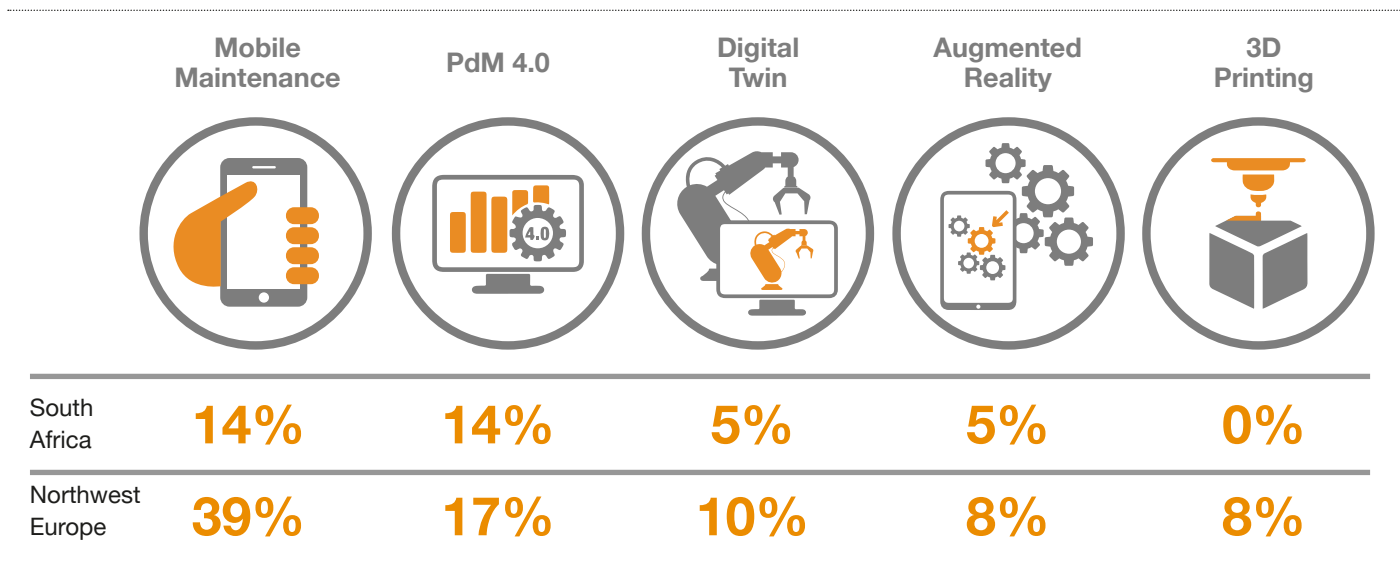 Mobile
Maintenance
PdM 4.0
Digital
Twin
Augmented
Reality
3D
Printing
4.0
South
Africa
14% 14% 5% 5% 0%
Northwest
Europe
39% 17% 10% 8% 8%